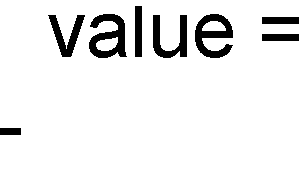 value =
-